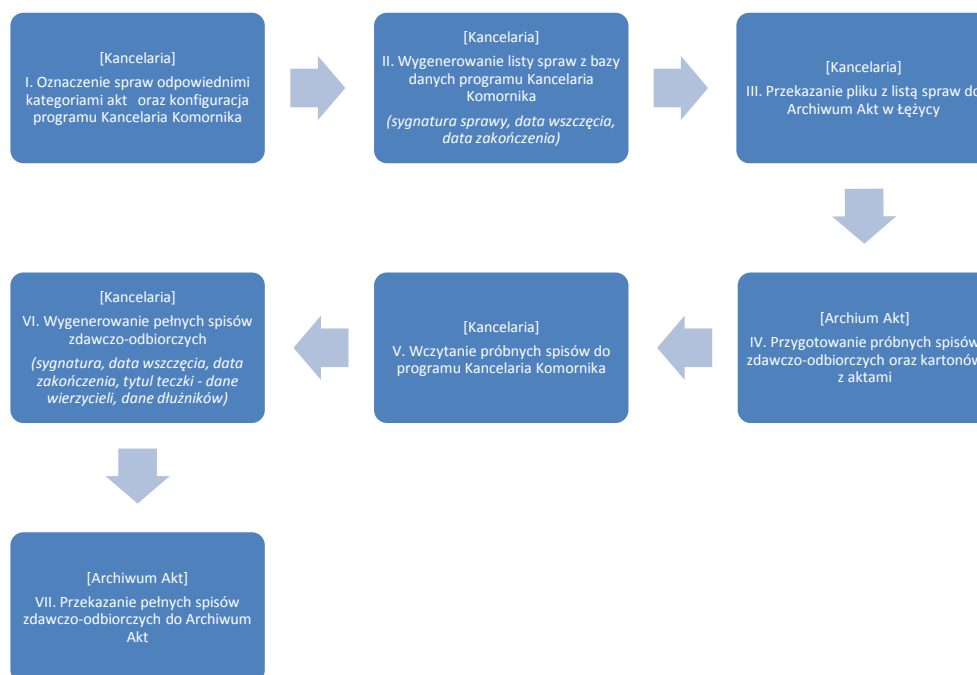 [Kancelaria]
I. Oznaczenie spraw odpowiednimi
kategoriami akt oraz konfiguracja
programu Kancelaria Komornika
[Kancelaria]
II. Wygenerowanie listy spraw z bazy
danych programu Kancelaria
Komornika
(sygnatura sprawy, data wszczęcia,
data zakończenia)
[Kancelaria]
III. Przekazanie pliku z listą spraw do
Archiwum Akt w Łężycy
[Archium Akt]
IV. Przygotowanie próbnych spisów
zdawczo-odbiorczych oraz kartonów
z aktami
[Kancelaria]
V. Wczytanie próbnych spisów do
programu Kancelaria Komornika
[Kancelaria]
VI. Wygenerowanie pełnych spisów
zdawczo-odbiorczych
(sygnatura, data wszczęcia, data
zakończenia, tytul teczki - dane
wierzycieli, dane dłużników)
[Archiwum Akt]
VII. Przekazanie pełnych spisów
zdawczo-odbiorczych do Archiwum
Akt